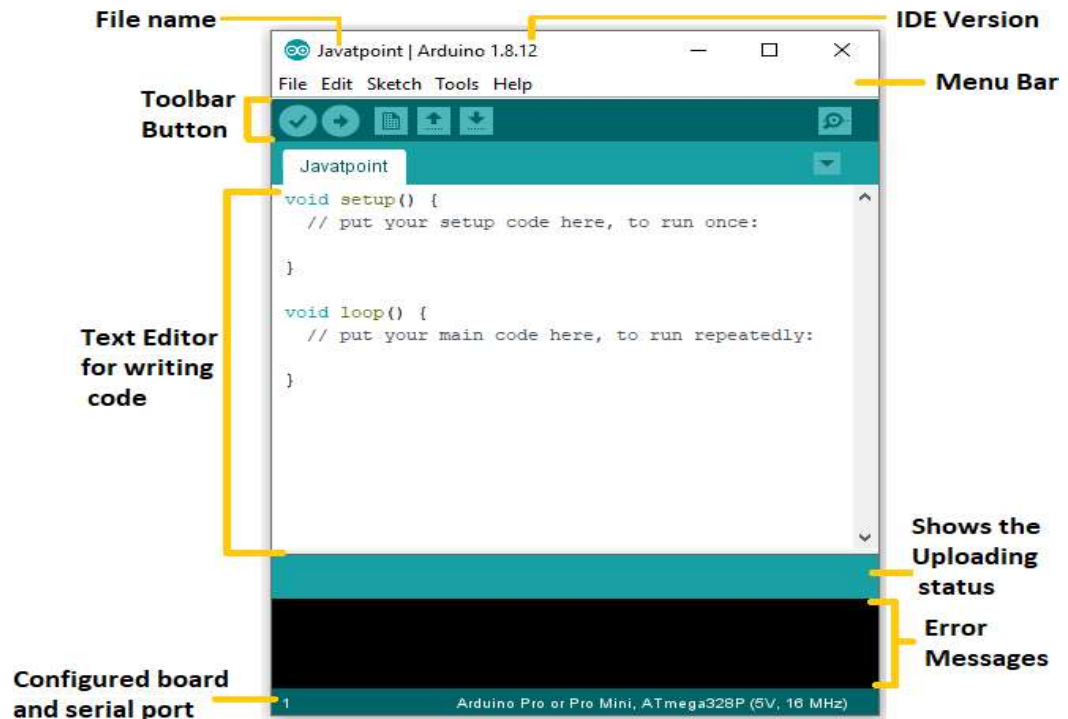 File name
IDE Version
Javatpoint | Arduino 1.8.12
File Edit Sketch Tools Help
Menu Bar
Toolbar
Button
Javatpoint
void setup() {
// put your setup code here, to run once:
}
void loop() {
// put your main code here, to run repeatedly:
}
Text Editor
for writing
code
Shows the
Uploading
status
Error
Messages
Configured board
and serial port
1
Arduino Pro or Pro Mini, ATmega328P (5V, 16 MHz)